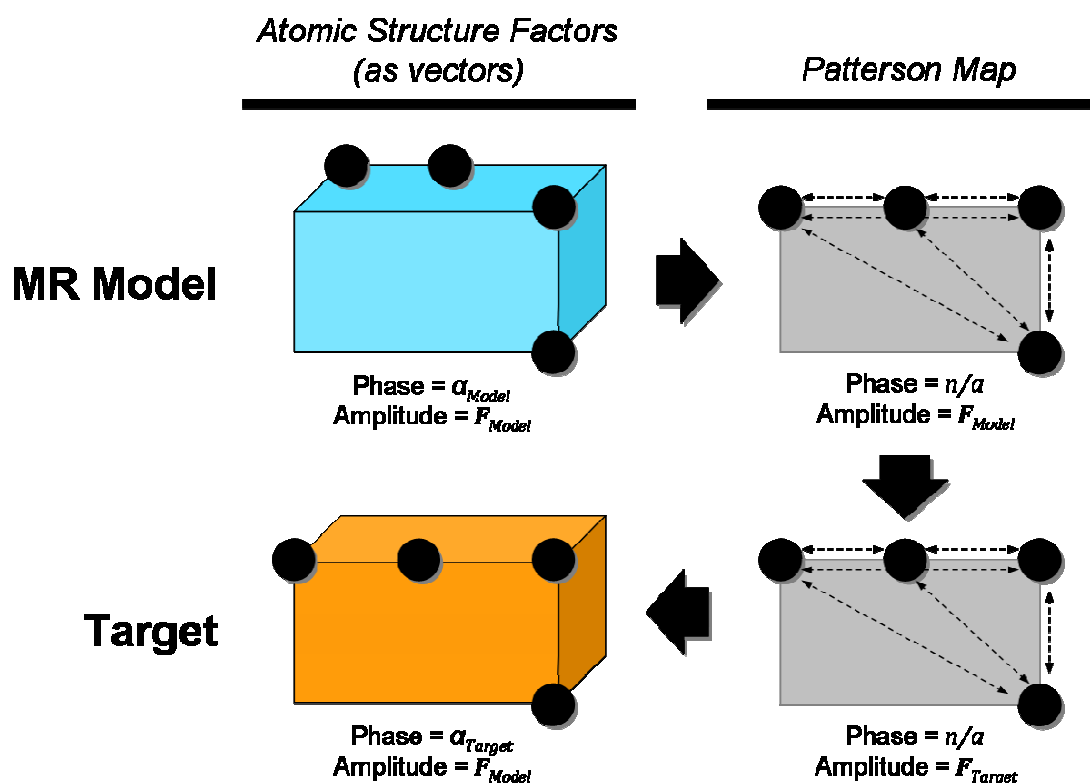 Atomic Structure Factors
(as vectors)
Patterson Map
MR Model
Phase = αModel
Amplitude = FModel
Phase = n/a
Amplitude = FModel
Target
Phase = αTarget
Amplitude = FModel
Phase = n/a
Amplitude = FTarget